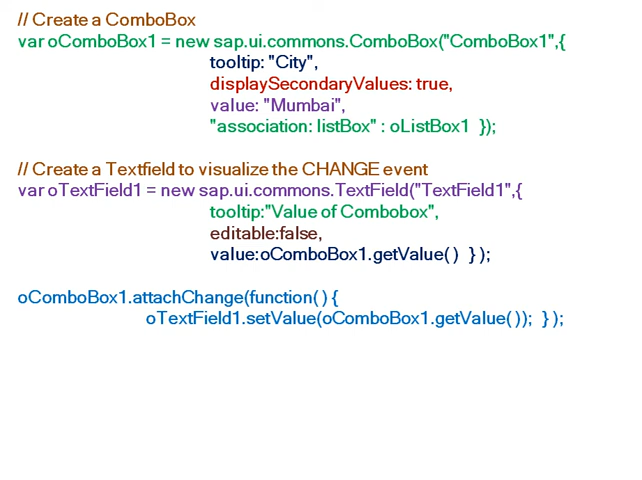 // Create a ComboBox
var oComboBox1 = new sap.ui.commons.ComboBox("ComboBox1",{
tooltip: "City",
displaySecondaryValues: true,
value: "Mumbai",
"association: listBox" : oListBox1 });
// Create a Textfield to visualize the CHANGE event
var oTextField1 = new sap.ui.commons.TextField("TextField1",{
tooltip:"Value of Combobox",
editable:false,
value:oComboBox1.getValue( ) } );
oComboBox1.attachChange(function( ) {
oTextField1.setValue(oComboBox1.getValue( )); } );